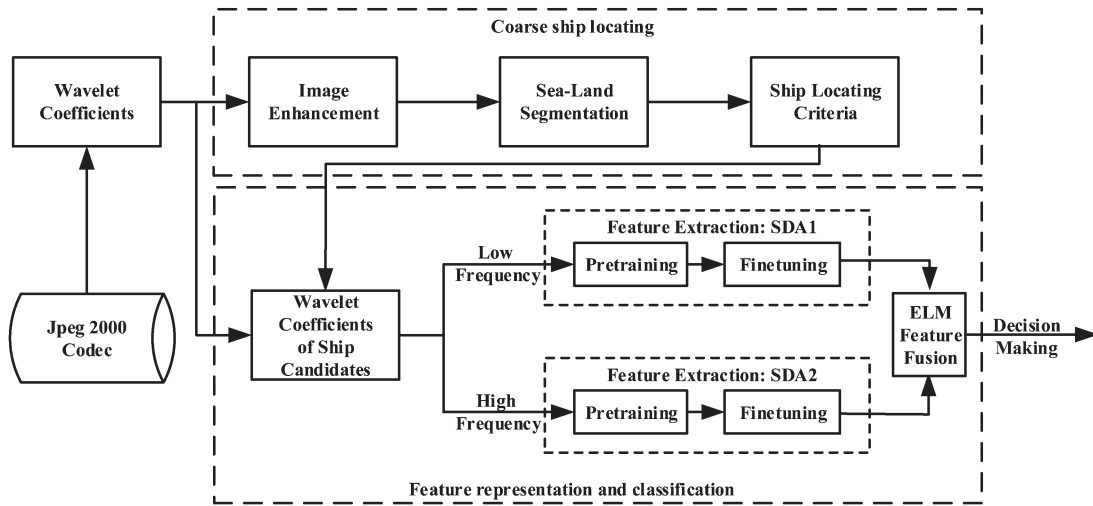 Coarse ship locating
Wavelet
Coefficients
Image
Enhancement
Sea-Land
Segmentation
Ship Locating
Criteria
Jpeg 2000
Codec
Wavelet
Coefficients
of Ship
Candidates
Low
Frequency
Feature Extraction: SDA1
Pretraining
Finetuning
High
Frequency
Feature Extraction: SDA2
Pretraining
Finetuning
ELM
Feature
Fusion
Decision
Making
Feature representation and classification